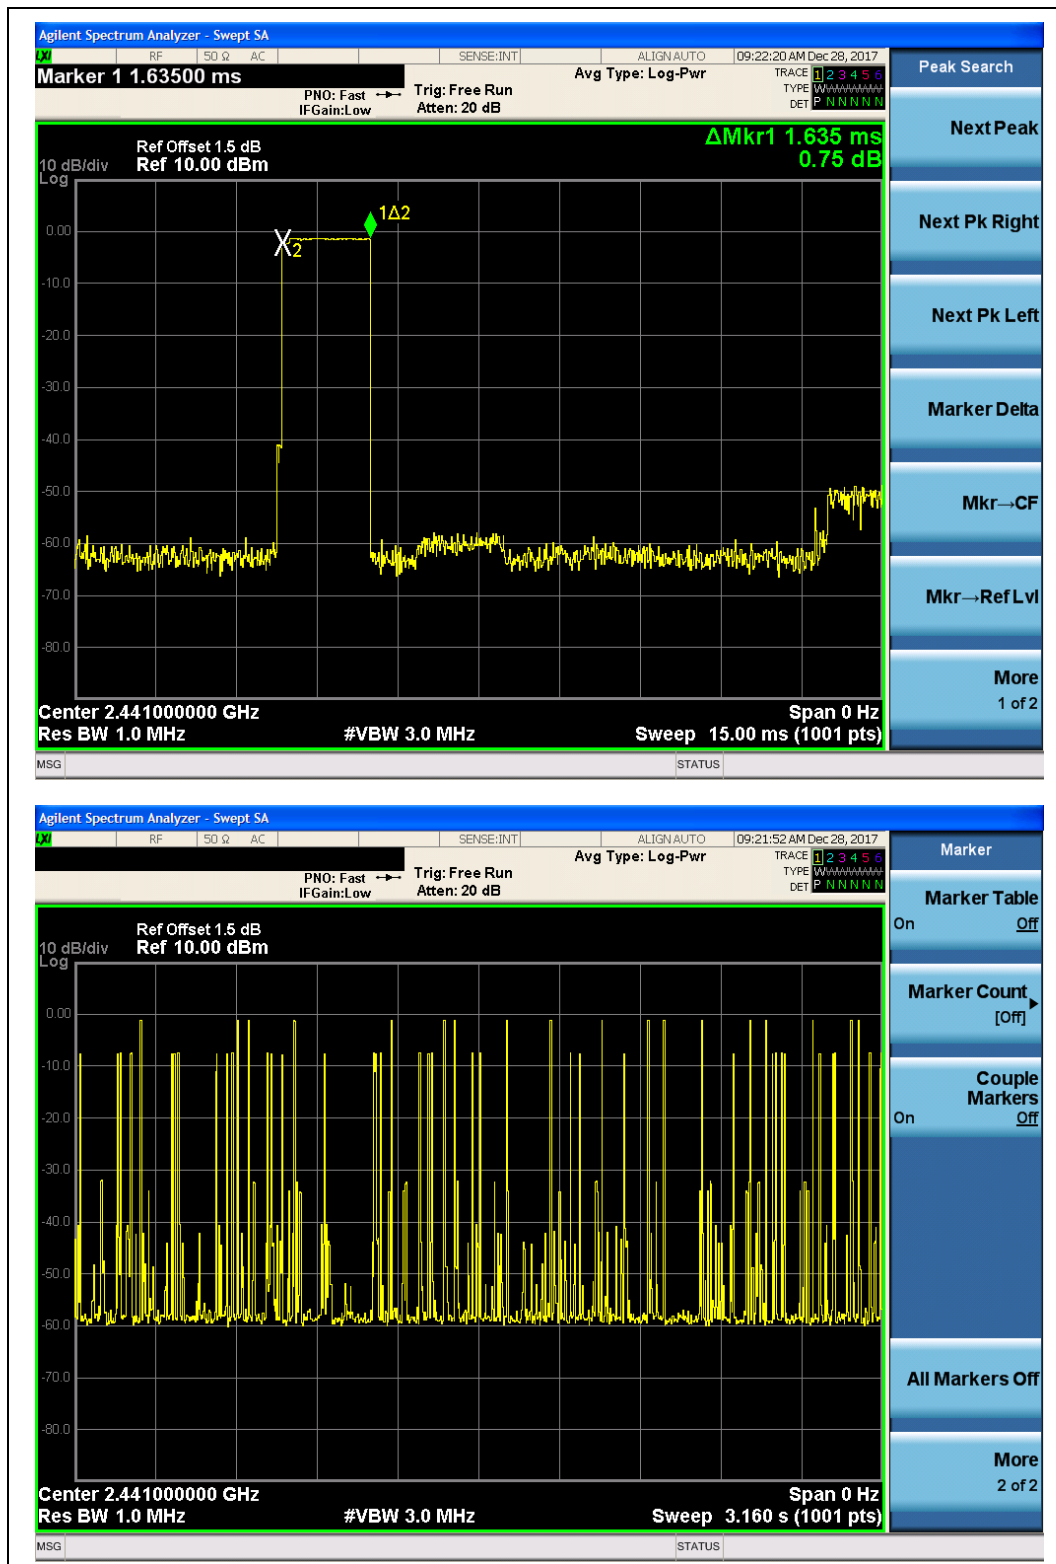 Agilent Spectrum Analyzer - Swept SA
LXI RF 50 Ω AC SENSE:INT ALIGN AUTO 09:22:20 AM Dec 28, 2017
Marker 1 1.63500 ms
PNO: Fast
IFGain:Low
Trig: Free Run
Atten: 20 dB
Avg Type: Log-Pwr
TRACE 1 2 3 4 5 6
TYPE W
DET P N N N N N
Peak Search
Next Peak
Next Pk Right
Next Pk Left
Marker Delta
Mkr→CF
Mkr→Ref Lvl
More
1 of 2
ΔMkr1 1.635 ms
0.75 dB
Ref Offset 1.5 dB
10 dB/div Ref 10.00 dBm
Log
1Δ2
2
0.00
-10.0
-20.0
-30.0
-40.0
-50.0
-60.0
-70.0
-80.0
Center 2.441000000 GHz Span 0 Hz
Res BW 1.0 MHz #VBW 3.0 MHz Sweep 15.00 ms (1001 pts)
MSG STATUS
Agilent Spectrum Analyzer - Swept SA
LXI RF 50 Ω AC SENSE:INT ALIGN AUTO 09:21:52 AM Dec 28, 2017
PNO: Fast
IFGain:Low
Trig: Free Run
Atten: 20 dB
Avg Type: Log-Pwr
TRACE 1 2 3 4 5 6
TYPE W
DET P N N N N N
Marker
Marker Table
On Off
Marker Count
[Off]
Couple
Markers
On Off
All Markers Off
More
2 of 2
Ref Offset 1.5 dB
10 dB/div Ref 10.00 dBm
Log
0.00
-10.0
-20.0
-30.0
-40.0
-50.0
-60.0
-70.0
-80.0
Center 2.441000000 GHz Span 0 Hz
Res BW 1.0 MHz #VBW 3.0 MHz Sweep 3.160 s (1001 pts)
MSG STATUS